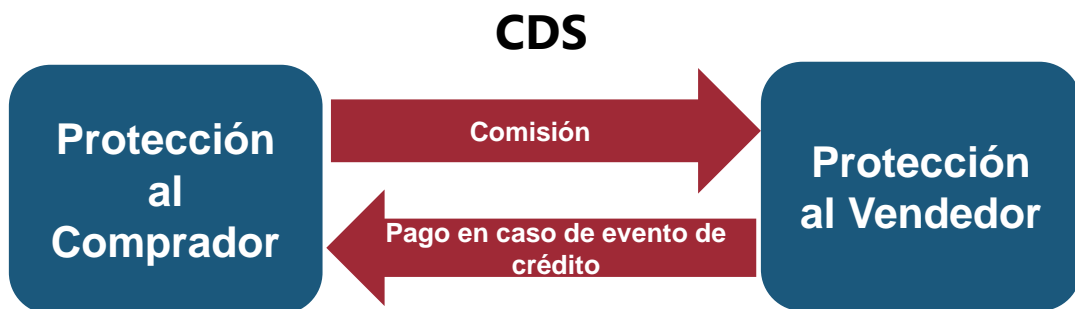 CDS
Protección
al
Comprador
Comisión
Pago en caso de evento de
crédito
Protección
al Vendedor